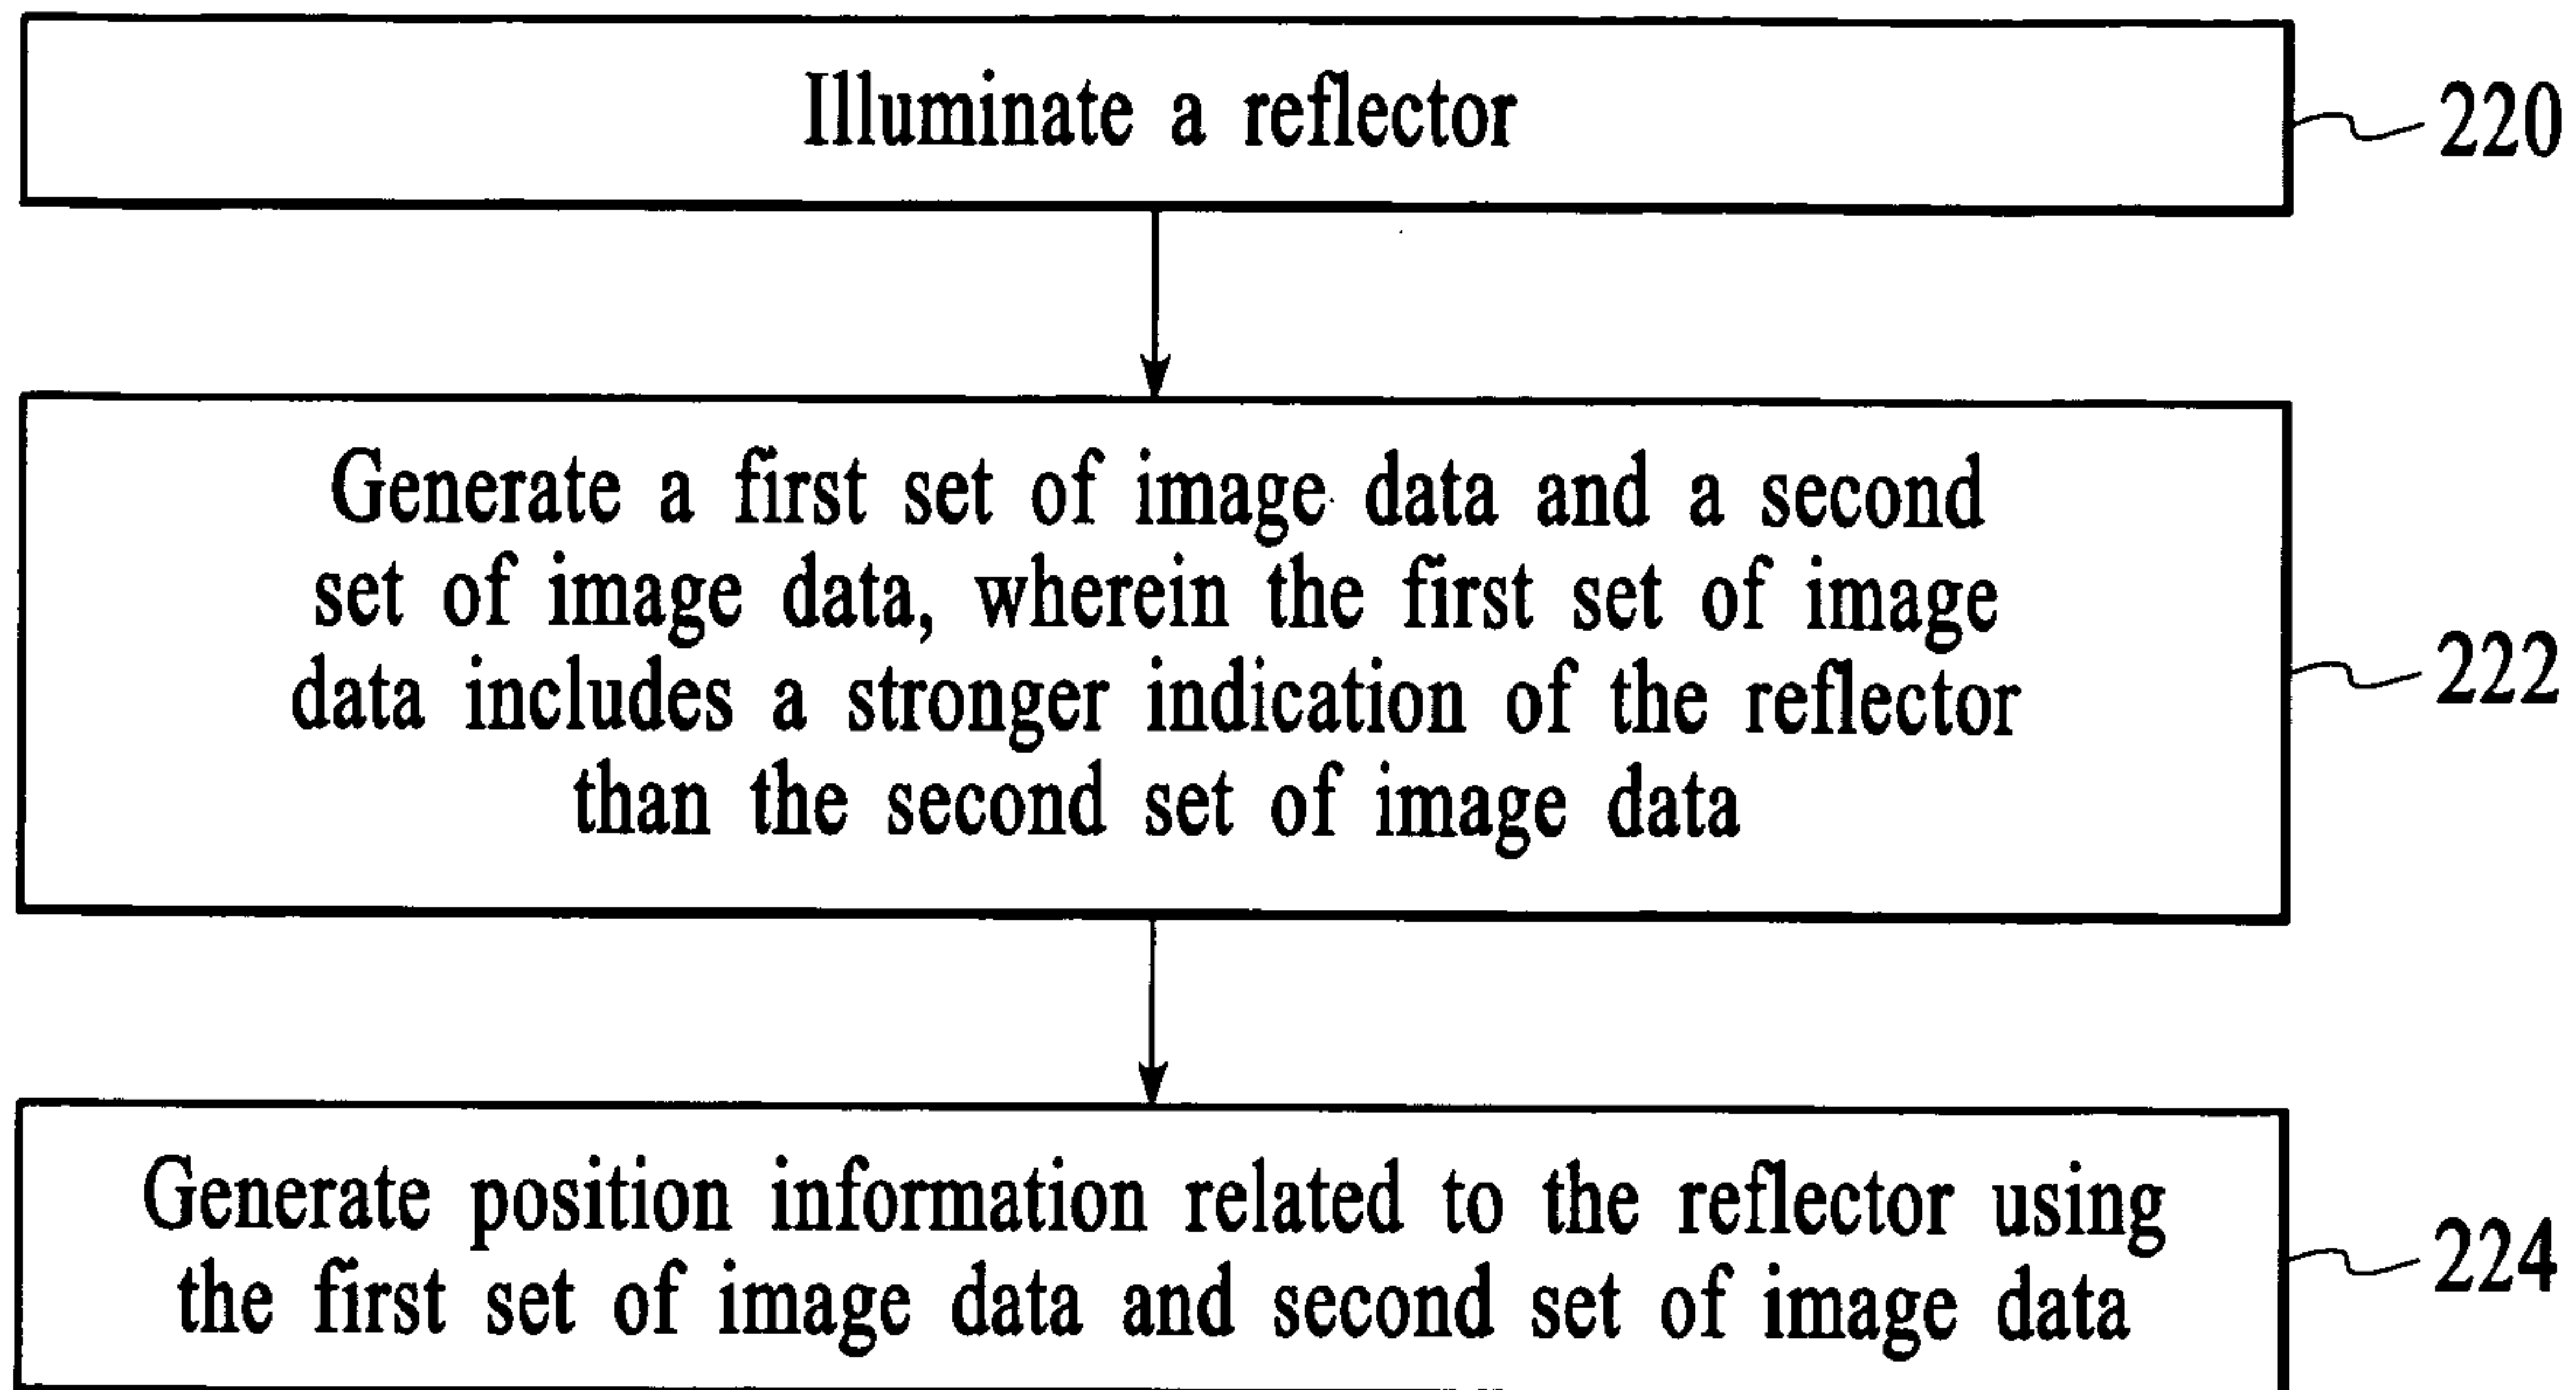 Illuminate a reflector
220
Generate a first set of image data and a second
set of image data, wherein the first set of image
data includes a stronger indication of the reflector
than the second set of image data
222
Generate position information related to the reflector using
the first set of image data and second set of image data
224